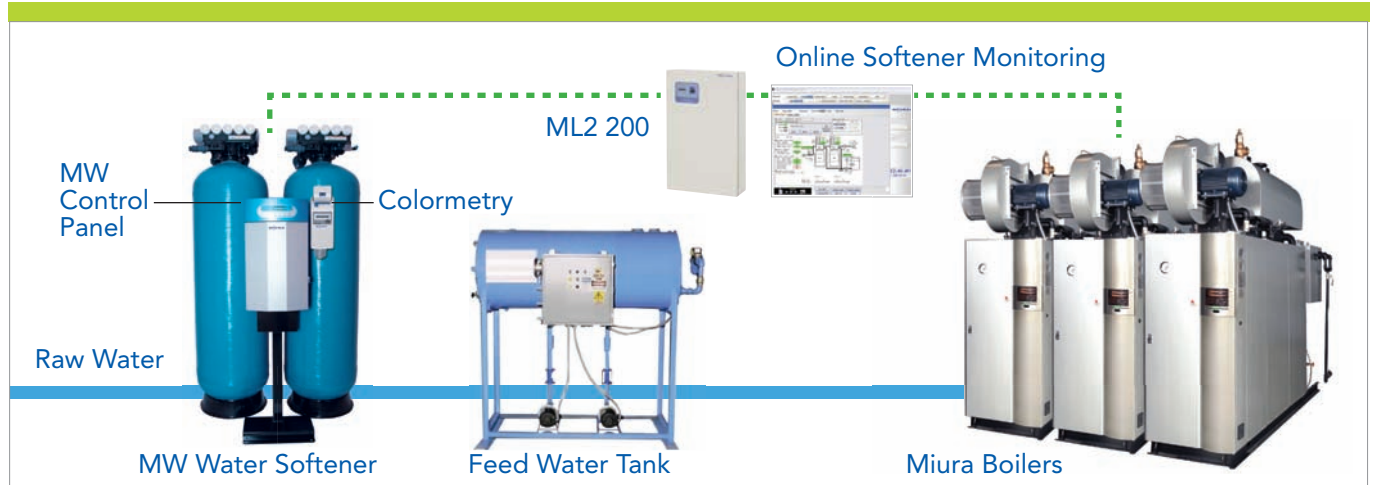 Online Softener Monitoring
ML2 200
MW
Control
Panel
Colormetry
Raw Water
MW Water Softener
Feed Water Tank
Miura Boilers